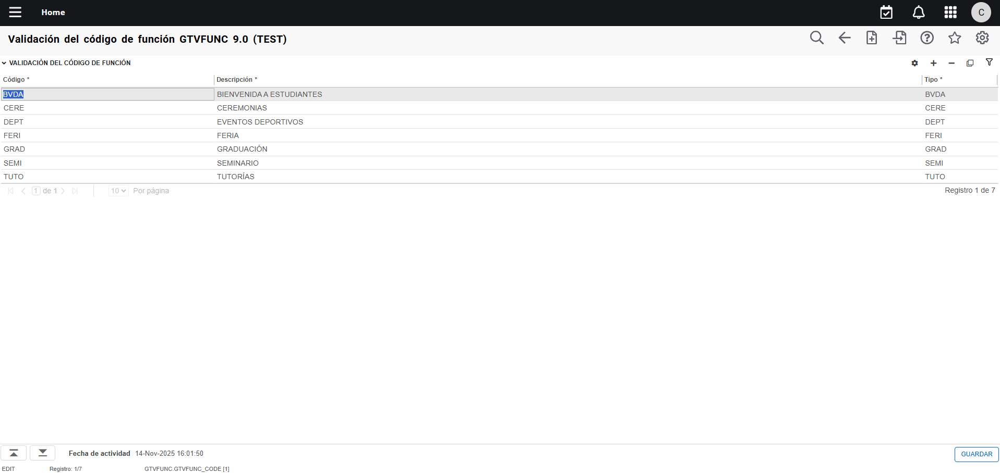 Home
C
Validación del código de función GTVFUNC 9.0 (TEST)
VALIDACIÓN DEL CÓDIGO DE FUNCIÓN
Código * Descripción * Tipo *
BVDA BIENVENIDA A ESTUDIANTES BVDA
CERE CEREMONIAS CERE
DEPT EVENTOS DEPORTIVOS DEPT
FERI FERIA FERI
GRAD GRADUACIÓN GRAD
SEMI SEMINARIO SEMI
TUTO TUTORÍAS TUTO
1 de 1 10 Por página Registro 1 de 7
Fecha de actividad 14-Nov-2025 16:01:50 GUARDAR
EDIT Registro: 1/7 GTVFUNC.GTVFUNC_CODE [1]